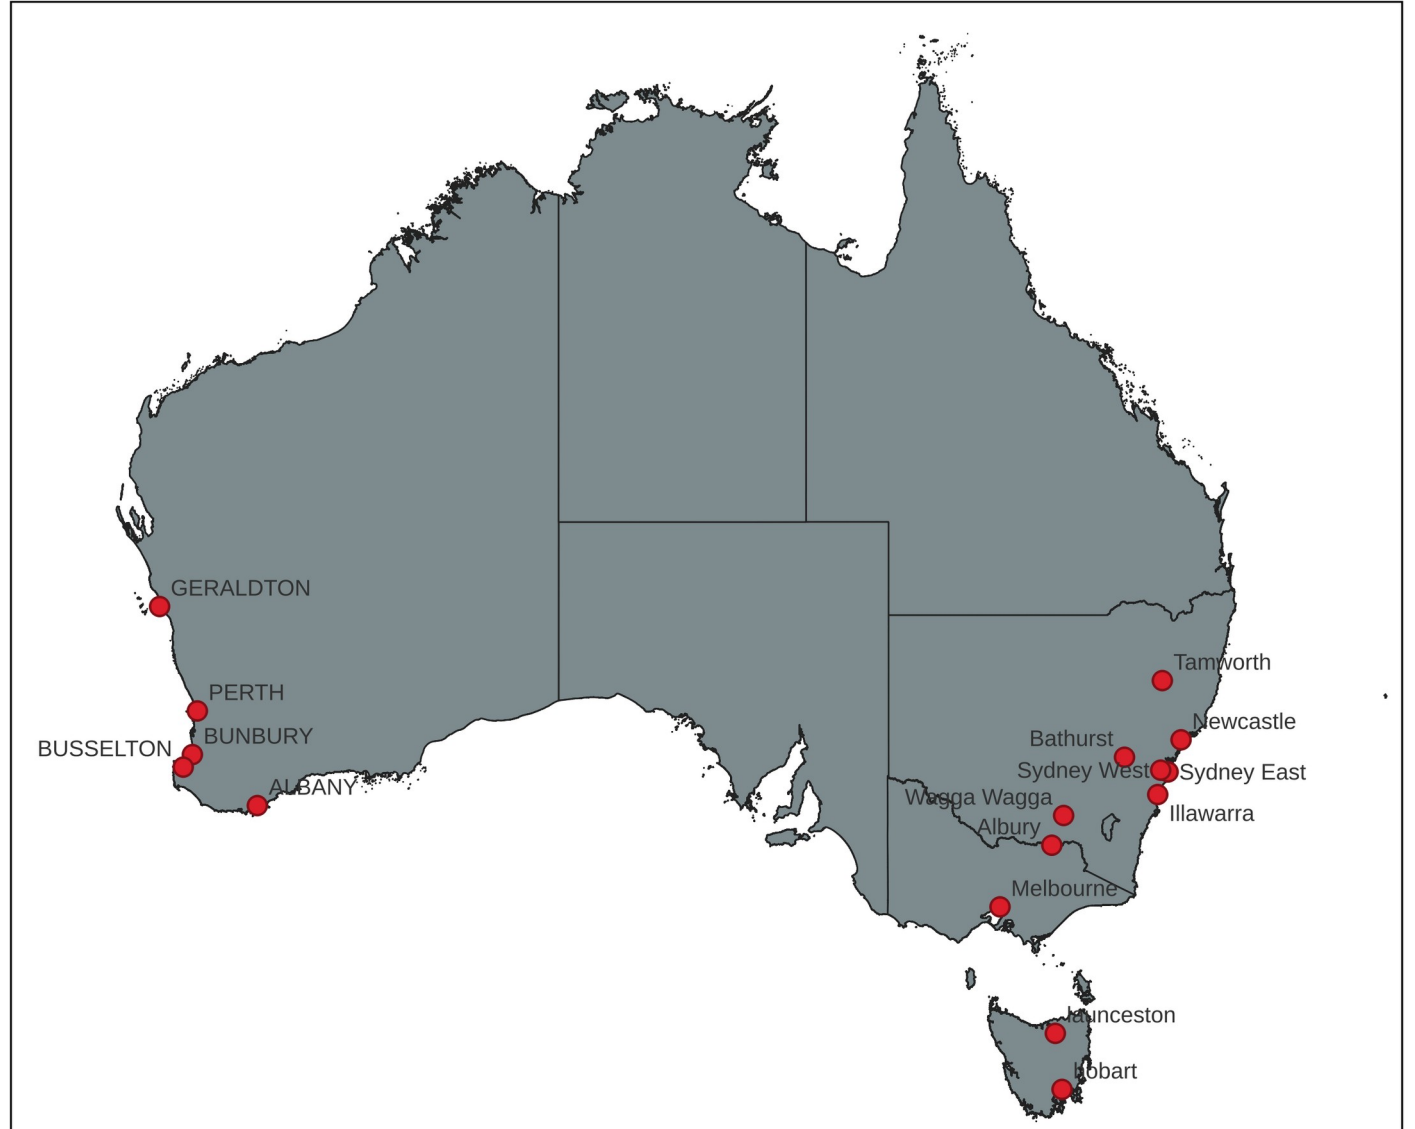 GERALDTON
Tamworth
PERTH
Newcastle
BUNBURY
Bathurst
BUSSELTON
Sydney West
Sydney East
ALBANY
Wagga Wagga
Illawarra
Albury
Melbourne
launceston
hobart